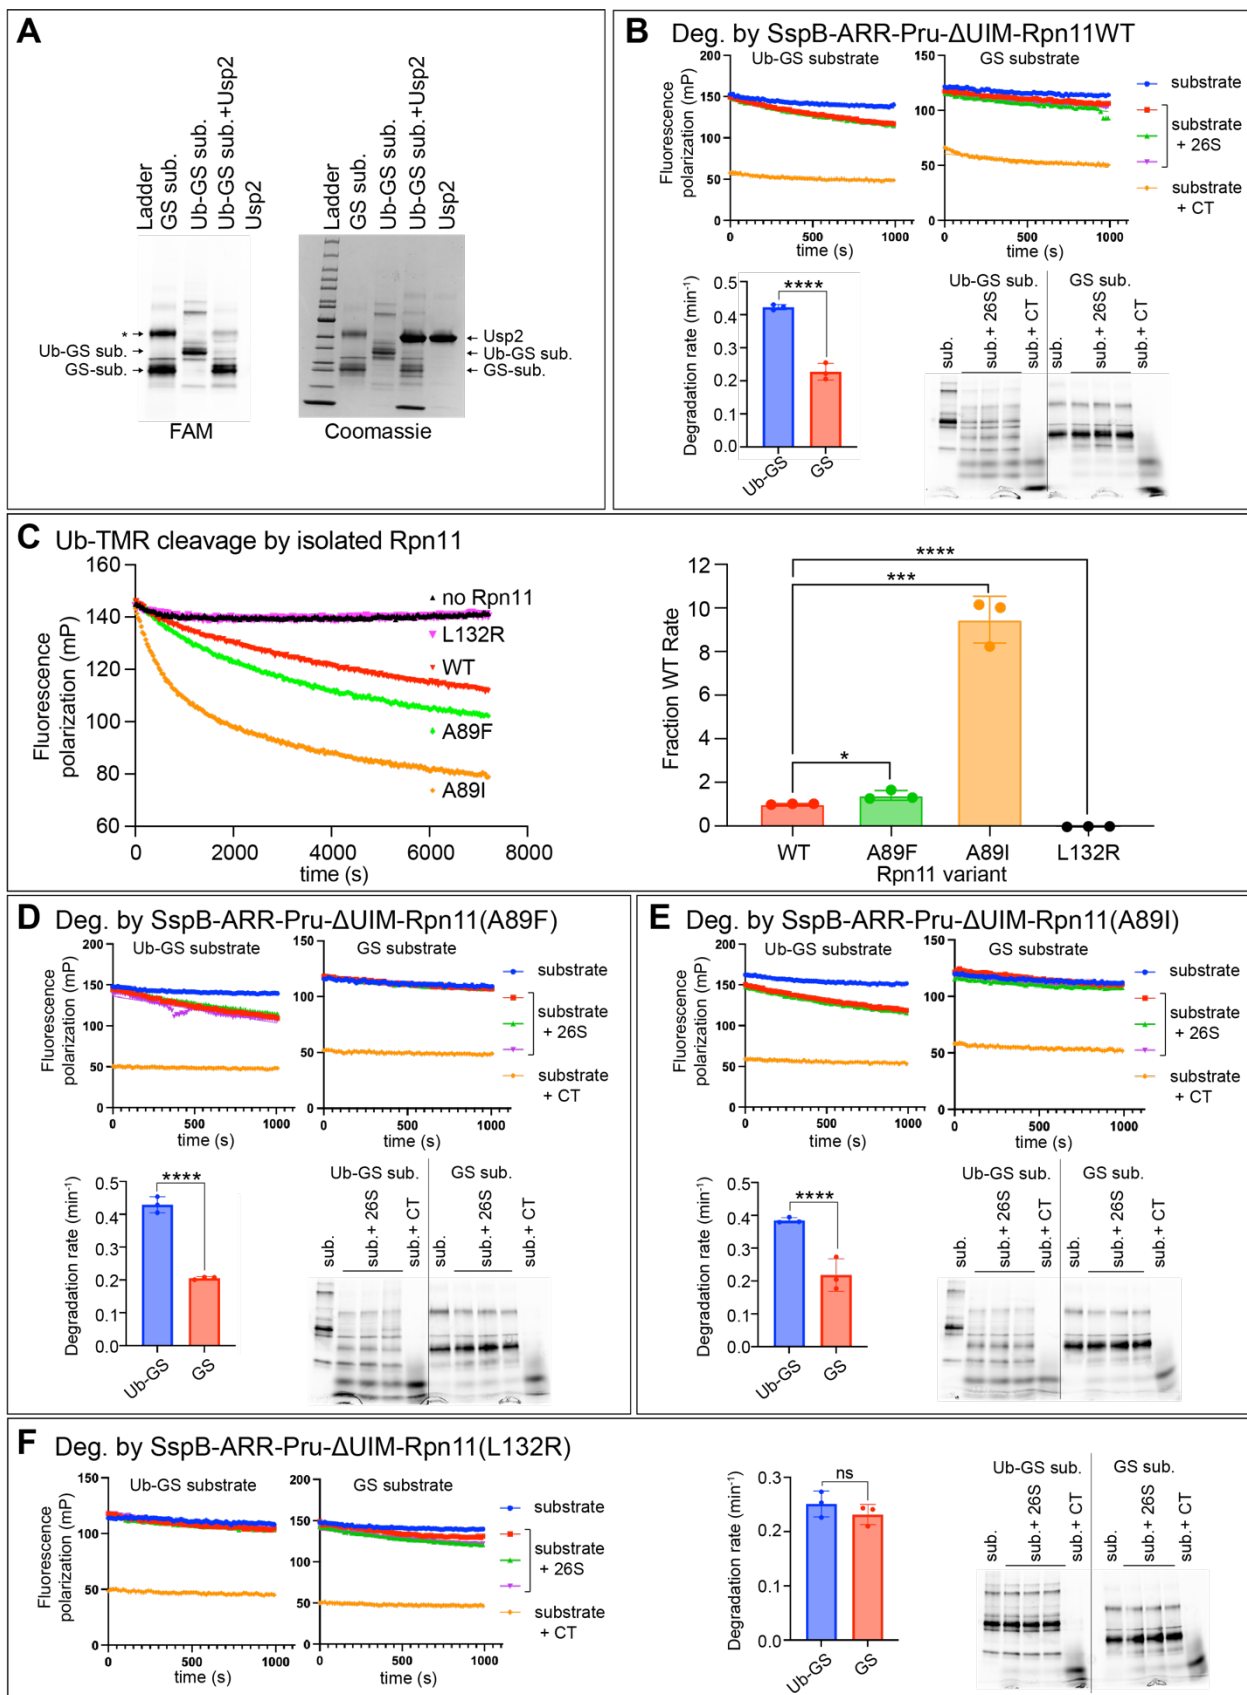 A
Ladder
GS sub.
Ub-GS sub.
Ub-GS sub.+Usp2
Usp2
Ladder
GS sub.
Ub-GS sub.
Ub-GS sub.+Usp2
Usp2
*
Ub-GS sub.
GS-sub.
Usp2
Ub-GS sub.
GS-sub.
FAM
Coomassie
B Deg. by SspB-ARR-Pru-ΔUIM-Rpn11WT
Ub-GS substrate
GS substrate
Fluorescence polarization (mP)
200
150
100
50
0
0 500 1000
time (s)
150
100
50
0
0 500 1000
time (s)
substrate
substrate + 26S
substrate + CT
Degradation rate (min⁻¹)
0.5
0.4
0.3
0.2
0.1
0.0
****
Ub-GS
GS
Ub-GS sub.
GS sub.
sub.
sub.+ 26S
sub.+ CT
sub.
sub.+ 26S
sub.+ CT
C Ub-TMR cleavage by isolated Rpn11
Fluorescence polarization (mP)
160
140
120
100
80
60
0 2000 4000 6000 8000
time (s)
no Rpn11
L132R
WT
A89F
A89I
Fraction WT Rate
12
10
8
6
4
2
0
****
***
*
WT A89F A89I L132R
Rpn11 variant
D Deg. by SspB-ARR-Pru-ΔUIM-Rpn11(A89F)
Ub-GS substrate
GS substrate
Fluorescence polarization (mP)
200
150
100
50
0
0 500 1000
time (s)
150
100
50
0
0 500 1000
time (s)
substrate
substrate + 26S
substrate + CT
Degradation rate (min⁻¹)
0.4
0.2
0.1
0.0
****
Ub-GS
GS
Ub-GS sub.
GS sub.
sub.
sub.+ 26S
sub.+ CT
sub.
sub.+ 26S
sub.+ CT
E Deg. by SspB-ARR-Pru-ΔUIM-Rpn11(A89I)
Ub-GS substrate
GS substrate
Fluorescence polarization (mP)
200
150
100
50
0
0 500 1000
time (s)
150
100
50
0
0 500 1000
time (s)
substrate
substrate + 26S
substrate + CT
Degradation rate (min⁻¹)
0.4
0.2
0.1
0.0
****
Ub-GS
GS
Ub-GS sub.
GS sub.
sub.
sub.+ 26S
sub.+ CT
sub.
sub.+ 26S
sub.+ CT
F Deg. by SspB-ARR-Pru-ΔUIM-Rpn11(L132R)
Ub-GS substrate
GS substrate
Fluorescence polarization (mP)
150
100
50
0
0 500 1000
time (s)
200
150
100
50
0
0 500 1000
time (s)
substrate
substrate + 26S
substrate + CT
Degradation rate (min⁻¹)
0.3
0.2
0.1
0.0
ns
Ub-GS
GS
Ub-GS sub.
GS sub.
sub.
sub.+ 26S
sub.+ CT
sub.
sub.+ 26S
sub.+ CT